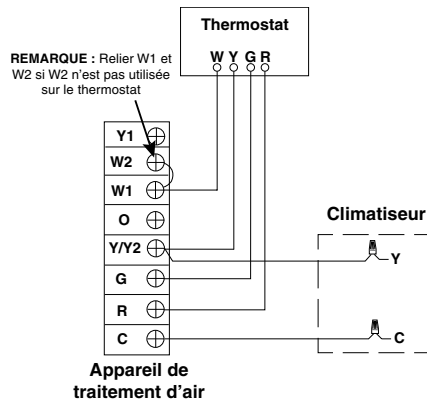 Thermostat
W Y G R
REMARQUE : Relier W1 et
W2 si W2 n'est pas utilisée
sur le thermostat
Y1
W2
W1
O
Y/Y2
G
R
C
Climatiseur
Y
C
Appareil de
traitement d'air